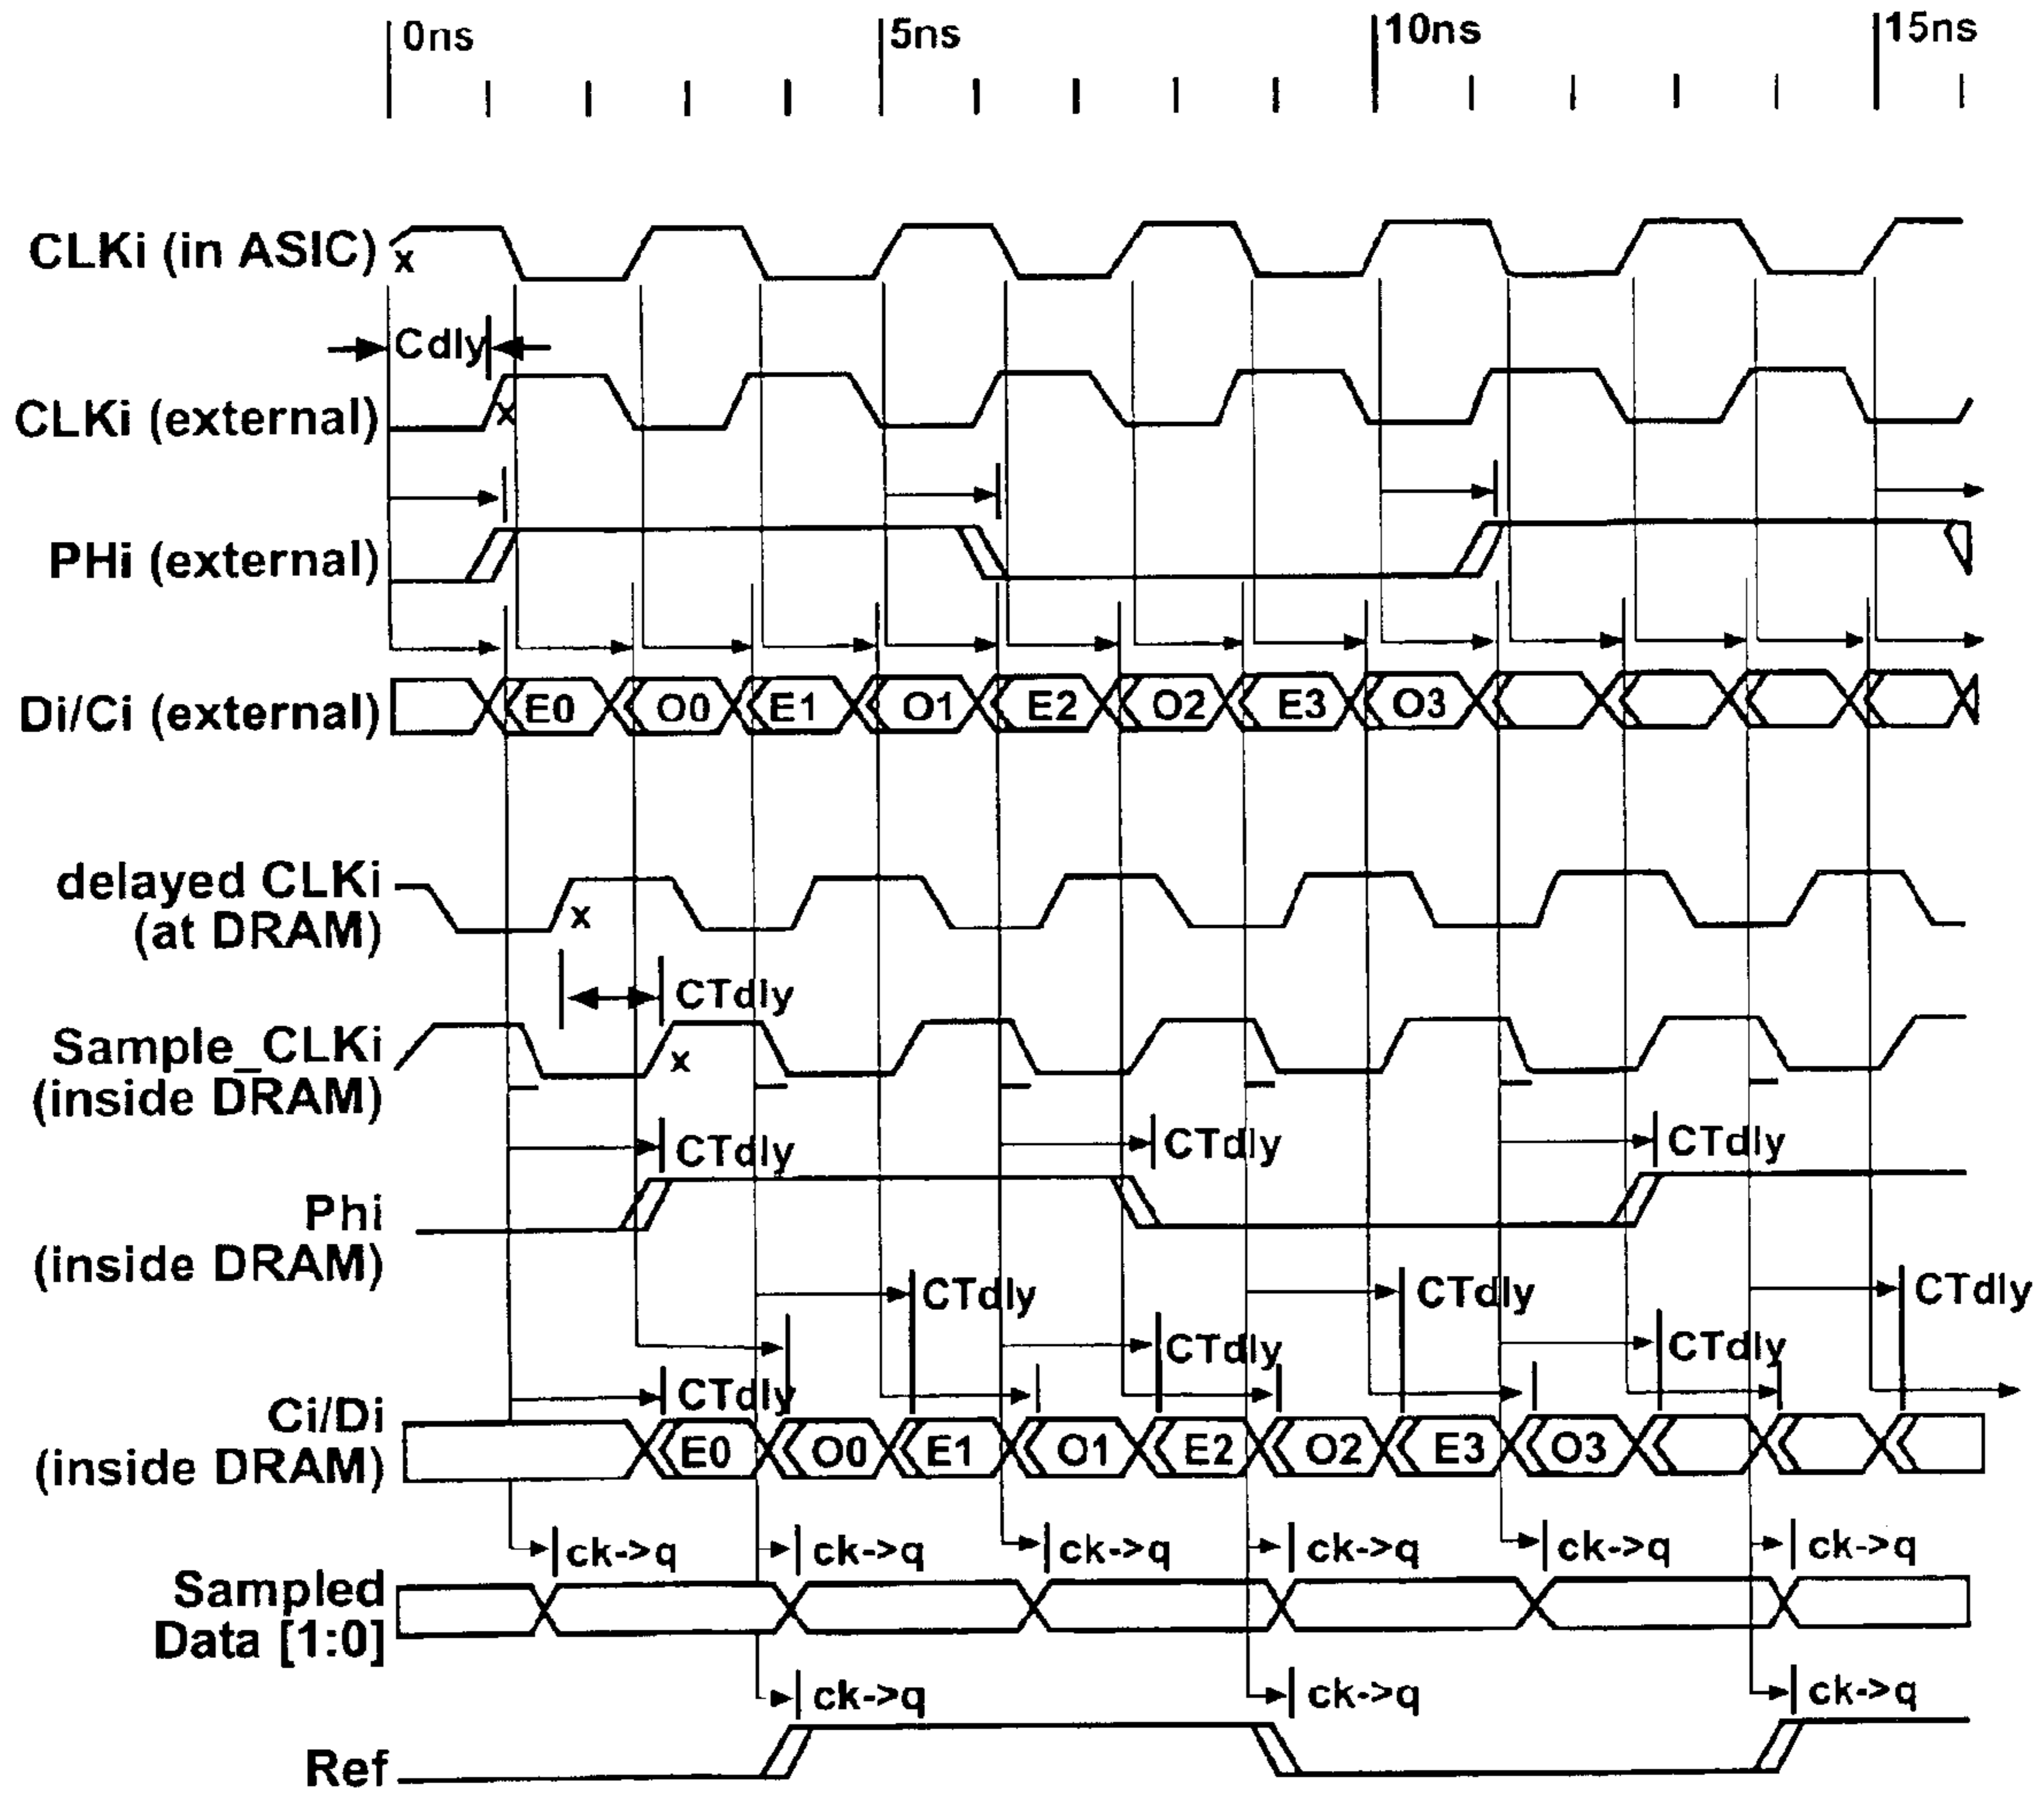 0ns 5ns 10ns 15ns
CLKi (in ASIC) x
Cdly
CLKi (external) x
PHi (external)
Di/Ci (external) E0 O0 E1 O1 E2 O2 E3 O3
delayed CLKi
(at DRAM) x
CTdly
Sample_CLKi
(inside DRAM) x
CTdly CTdly CTdly
Phi
(inside DRAM)
CTdly CTdly CTdly
CTdly CTdly
CTdly
Ci/Di
(inside DRAM) E0 O0 E1 O1 E2 O2 E3 O3
ck->q ck->q ck->q ck->q ck->q ck->q
Sampled
Data [1:0]
ck->q ck->q ck->q
Ref